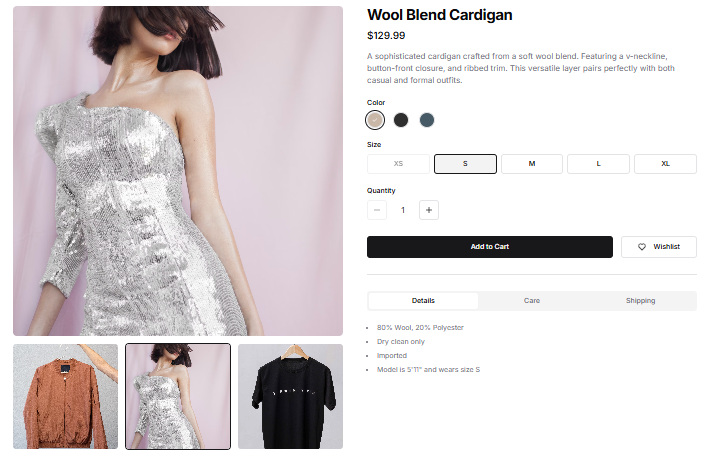 Wool Blend Cardigan
$129.99
A sophisticated cardigan crafted from a soft wool blend. Featuring a v-neckline,
button-front closure, and ribbed trim. This versatile layer pairs perfectly with both
casual and formal outfits.
Color
Size
XS
S
M
L
XL
Quantity
1
Add to Cart
Wishlist
Details
Care
Shipping
80% Wool, 20% Polyester
Dry clean only
Imported
Model is 5'11" and wears size S